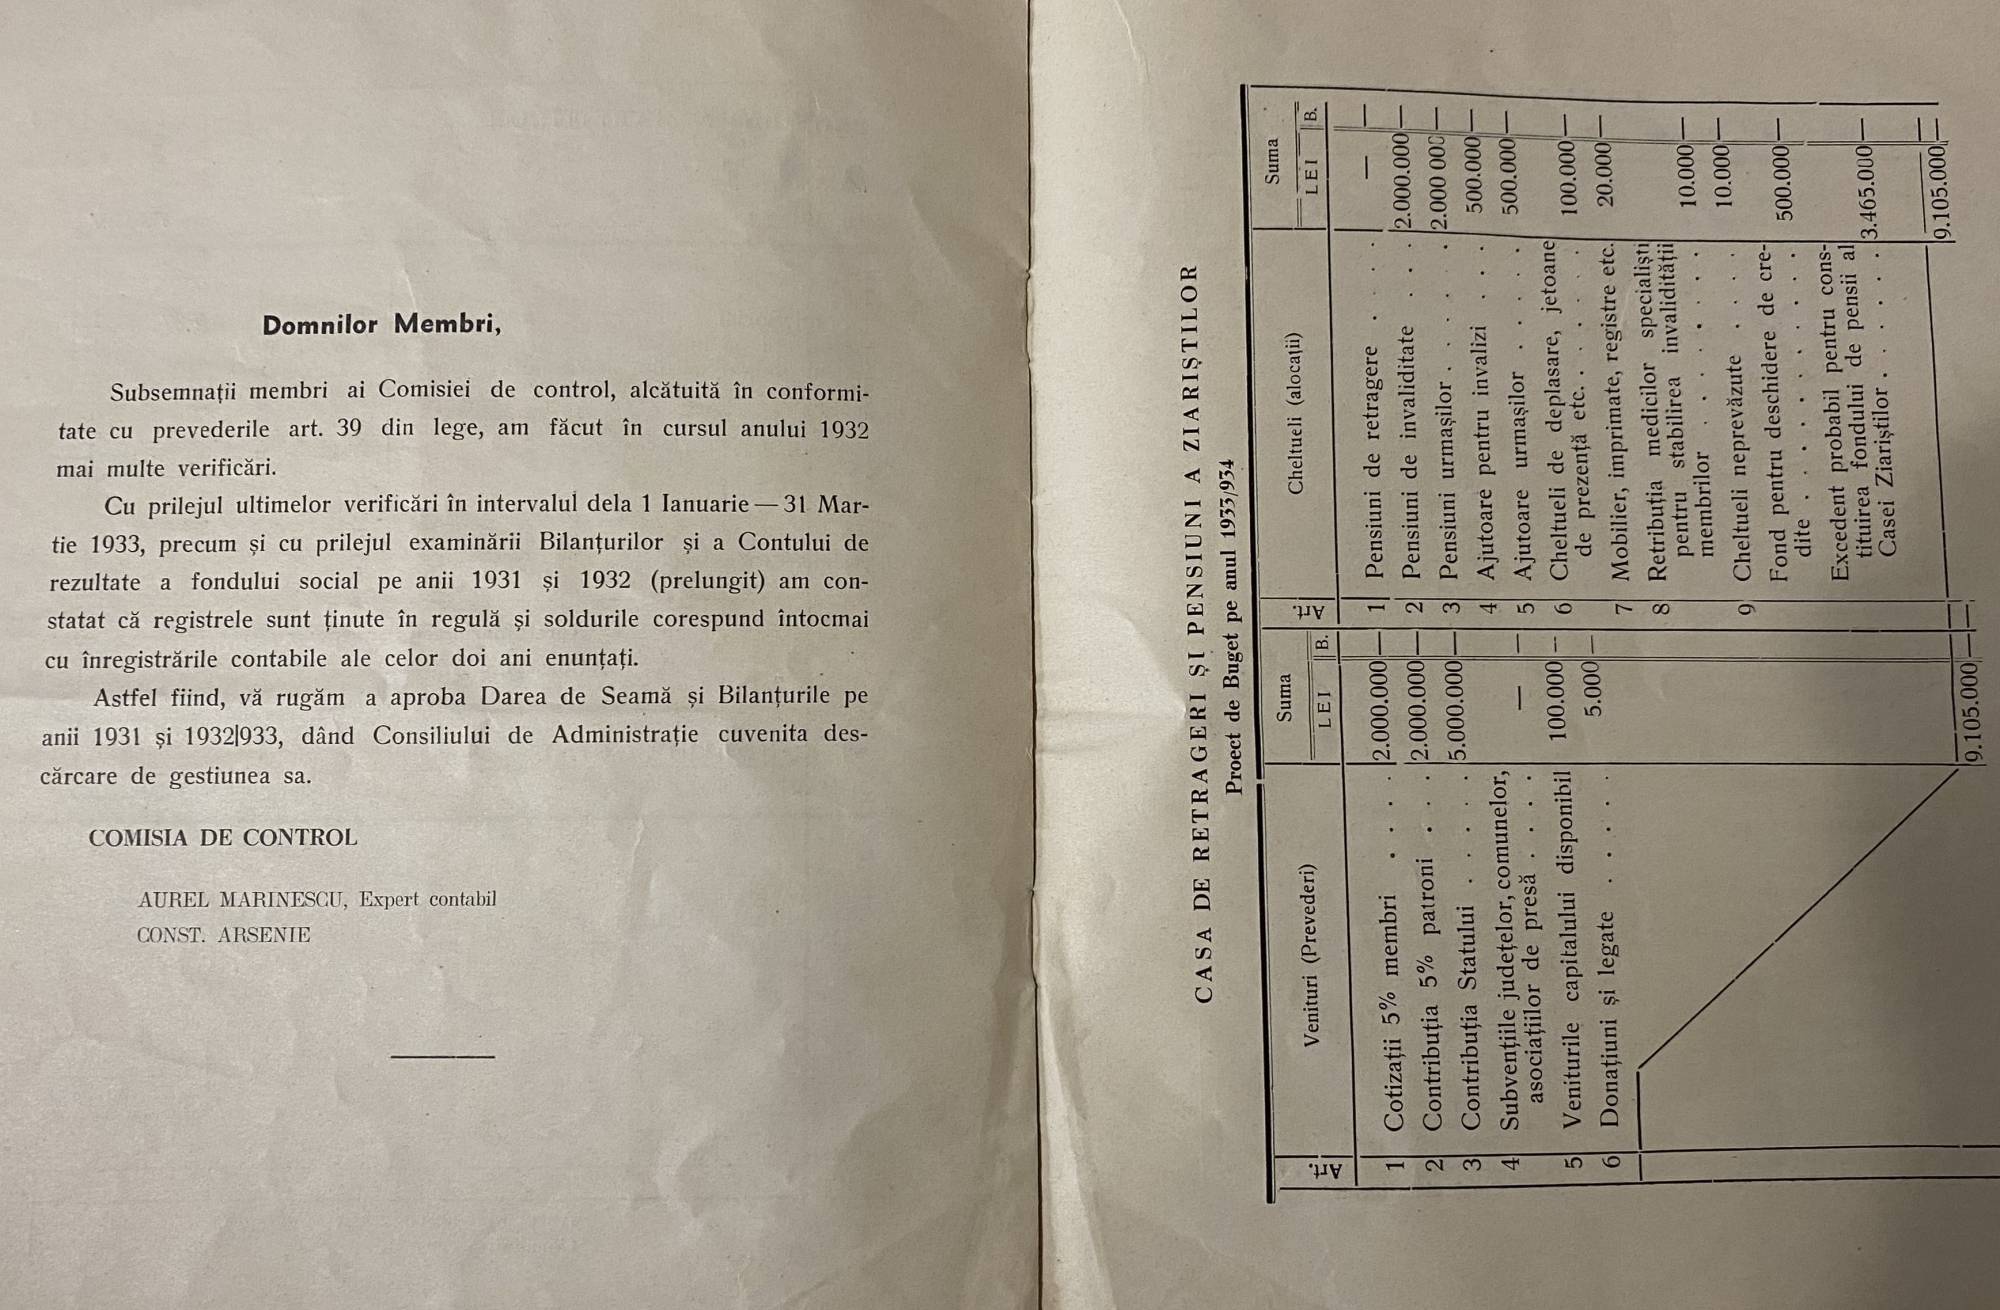 Domnilor Membri,
Subsemnații membri ai Comisiei de control, alcătuită în conformi-
tate cu prevederile art. 39 din lege, am făcut în cursul anului 1932
mai multe verificări.
Cu prilejul ultimelor verificări în intervalul dela 1 Ianuarie — 31 Mar-
tie 1933, precum și cu prilejul examinării Bilanțurilor și a Contului de
rezultate a fondului social pe anii 1931 și 1932 (prelungit) am con-
statat că registrele sunt ținute în regulă și soldurile corespund întocmai
cu înregistrările contabile ale celor doi ani enunțați.
Astfel fiind, vă rugăm a aproba Darea de Seamă și Bilanțurile pe
anii 1931 și 1932|933, dând Consiliului de Administrație cuvenita des-
cărcare de gestiunea sa.
COMISIA DE CONTROL
AUREL MARINESCU, Expert contabil
CONST. ARSENIE
CASA DE RETRAGERI ȘI PENSIUNI A ZIARIȘTILOR
Proect de Buget pe anul 1933/934
Art. Venituri (Prevederi) Suma
LEI B.
1 Cotizații 5% membri . . . . 2.000.000 —
2 Contribuția 5% patroni . . . 2.000.000 —
3 Contribuția Statului . . . . . 5.000.000 —
4 Subvențiile județelor, comunelor,
asociațiilor de presă . . . . — —
5 Veniturile capitalului disponibil 100.000 —
6 Donațiuni și legate . . . . . 5.000 —
9.105.000 —
Art. Cheltueli (alocații) Suma
LEI B.
1 Pensiuni de retragere . . . . — —
2 Pensiuni de invaliditate . . . 2.000.000 —
3 Pensiuni urmașilor . . . . . 2.000 000 —
4 Ajutoare pentru invalizi . . . 500.000 —
5 Ajutoare urmașilor . . . . . 500.000 —
6 Cheltueli de deplasare, jetoane
de prezență etc. . . . . . 100.000 —
7 Mobilier, imprimate, registre etc. 20.000 —
8 Retribuția medicilor specialiști
pentru stabilirea invalidității
membrilor . . . . . . . 10.000 —
9 Cheltueli neprevăzute . . . . 10.000 —
Fond pentru deschidere de cre-
dite . . . . . . . . . 500.000 —
Excedent probabil pentru cons-
tituirea fondului de pensii al
Casei Ziariștilor . . . . . 3.465.000 —
9.105.000 —